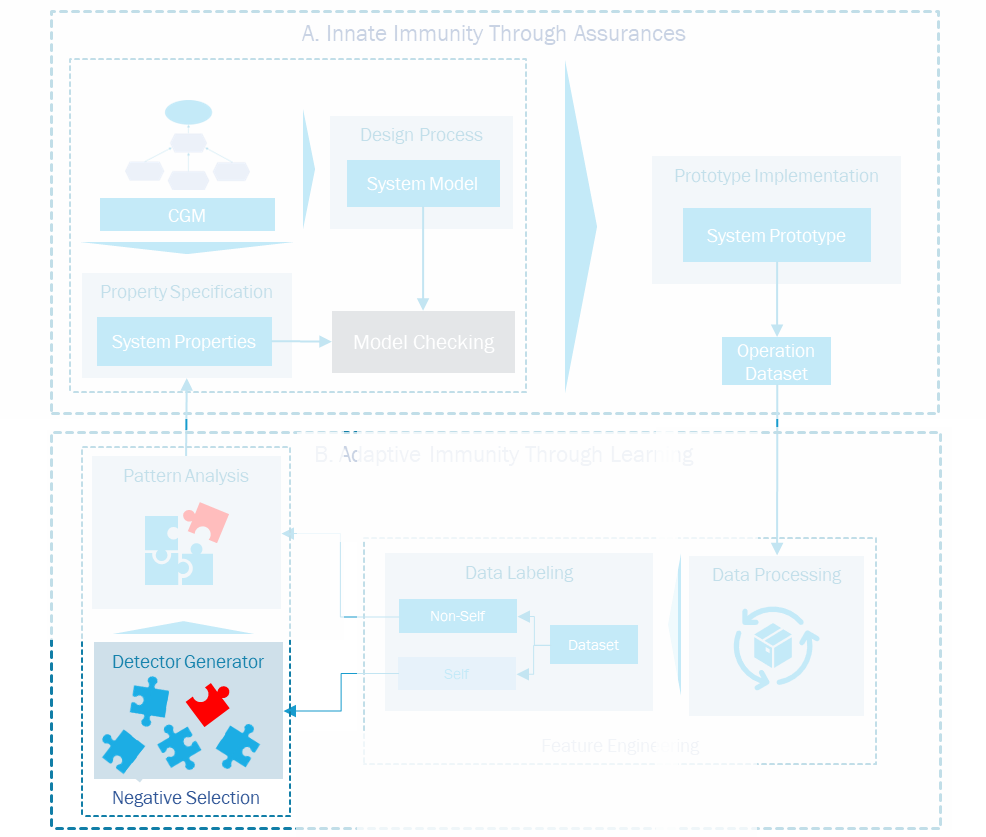 A. Innate Immunity Through Assurances
Design Process
System Model
CGM
Property Specification
System Properties
Model Checking
Prototype Implementation
System Prototype
Operation
Dataset
B. Adaptive Immunity Through Learning
Pattern Analysis
Detector Generator
Negative Selection
Data Labeling
Non-Self
Self
Dataset
Data Processing
Feature Engineering